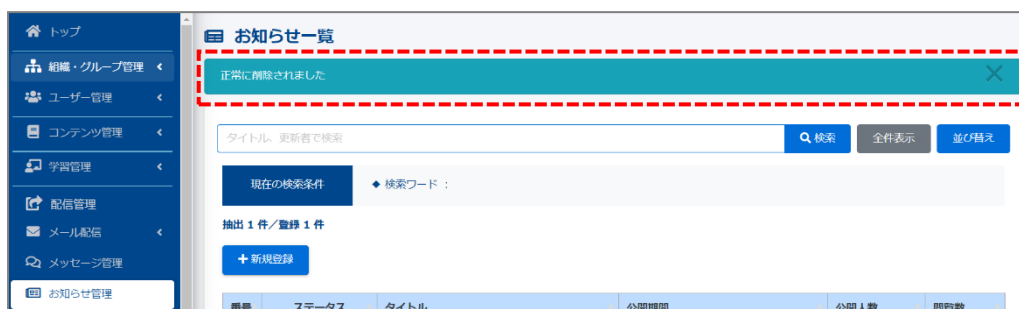 トップ
組織・グループ管理
ユーザー管理
コンテンツ管理
学習管理
配信管理
メール配信
メッセージ管理
お知らせ管理
お知らせ一覧
正常に削除されました
タイトル、更新者で検索
検索
全件表示
並び替え
現在の検索条件
◆ 検索ワード :
抽出 1 件／登録 1 件
+ 新規登録
番号 ステータス タイトル 公開期間 公開人数 閲覧数